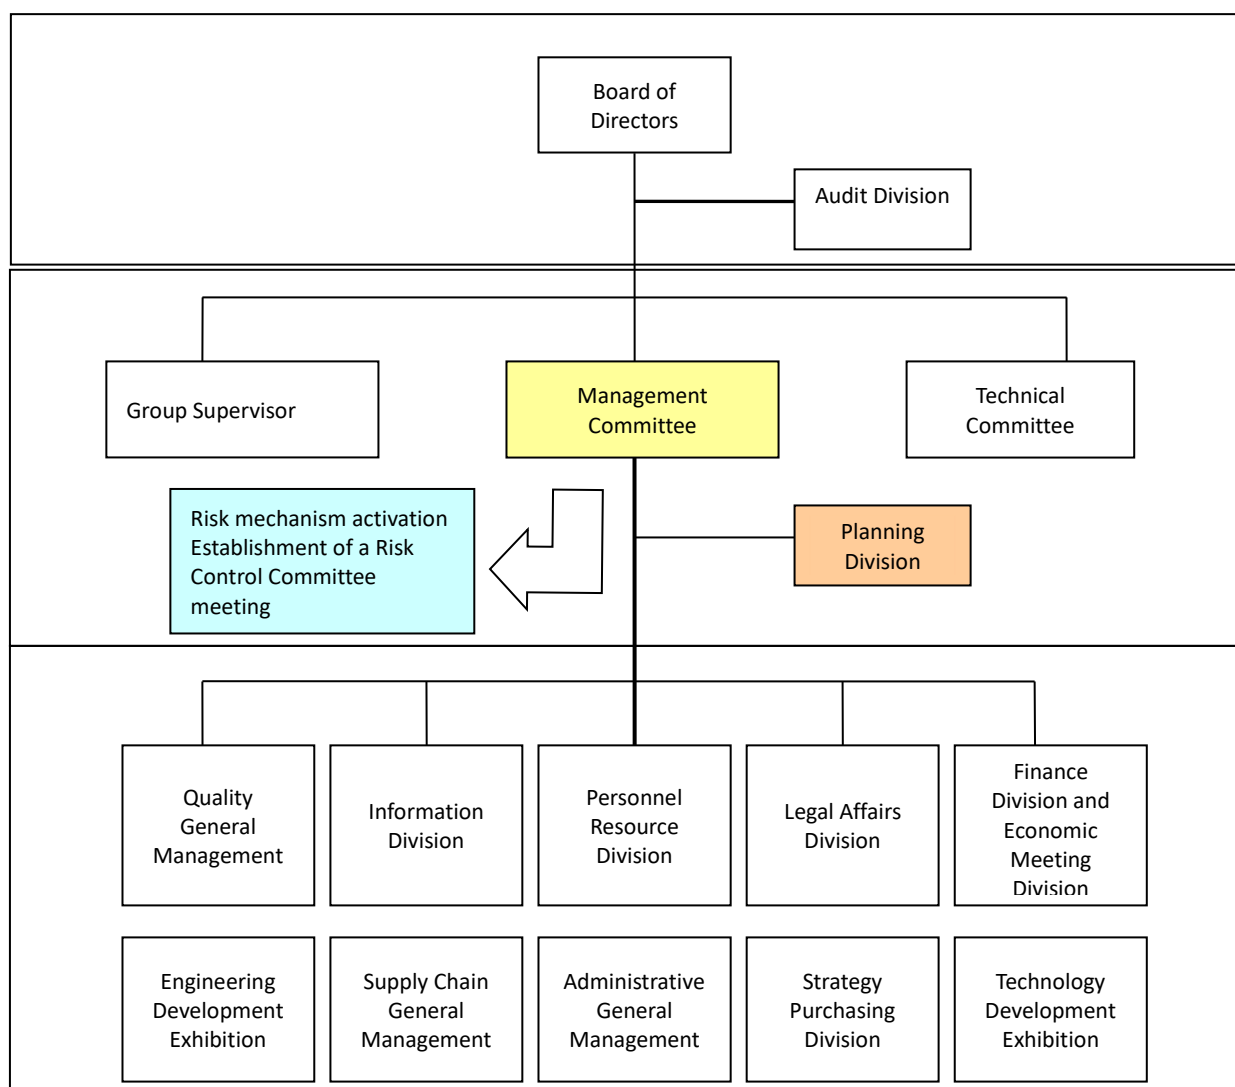 Board of
Directors
Audit Division
Group Supervisor
Management
Committee
Technical
Committee
Risk mechanism activation
Establishment of a Risk
Control Committee
meeting
Planning
Division
Quality
General
Management
Information
Division
Personnel
Resource
Division
Legal Affairs
Division
Finance
Division and
Economic
Meeting
Division
Engineering
Development
Exhibition
Supply Chain
General
Management
Administrative
General
Management
Strategy
Purchasing
Division
Technology
Development
Exhibition